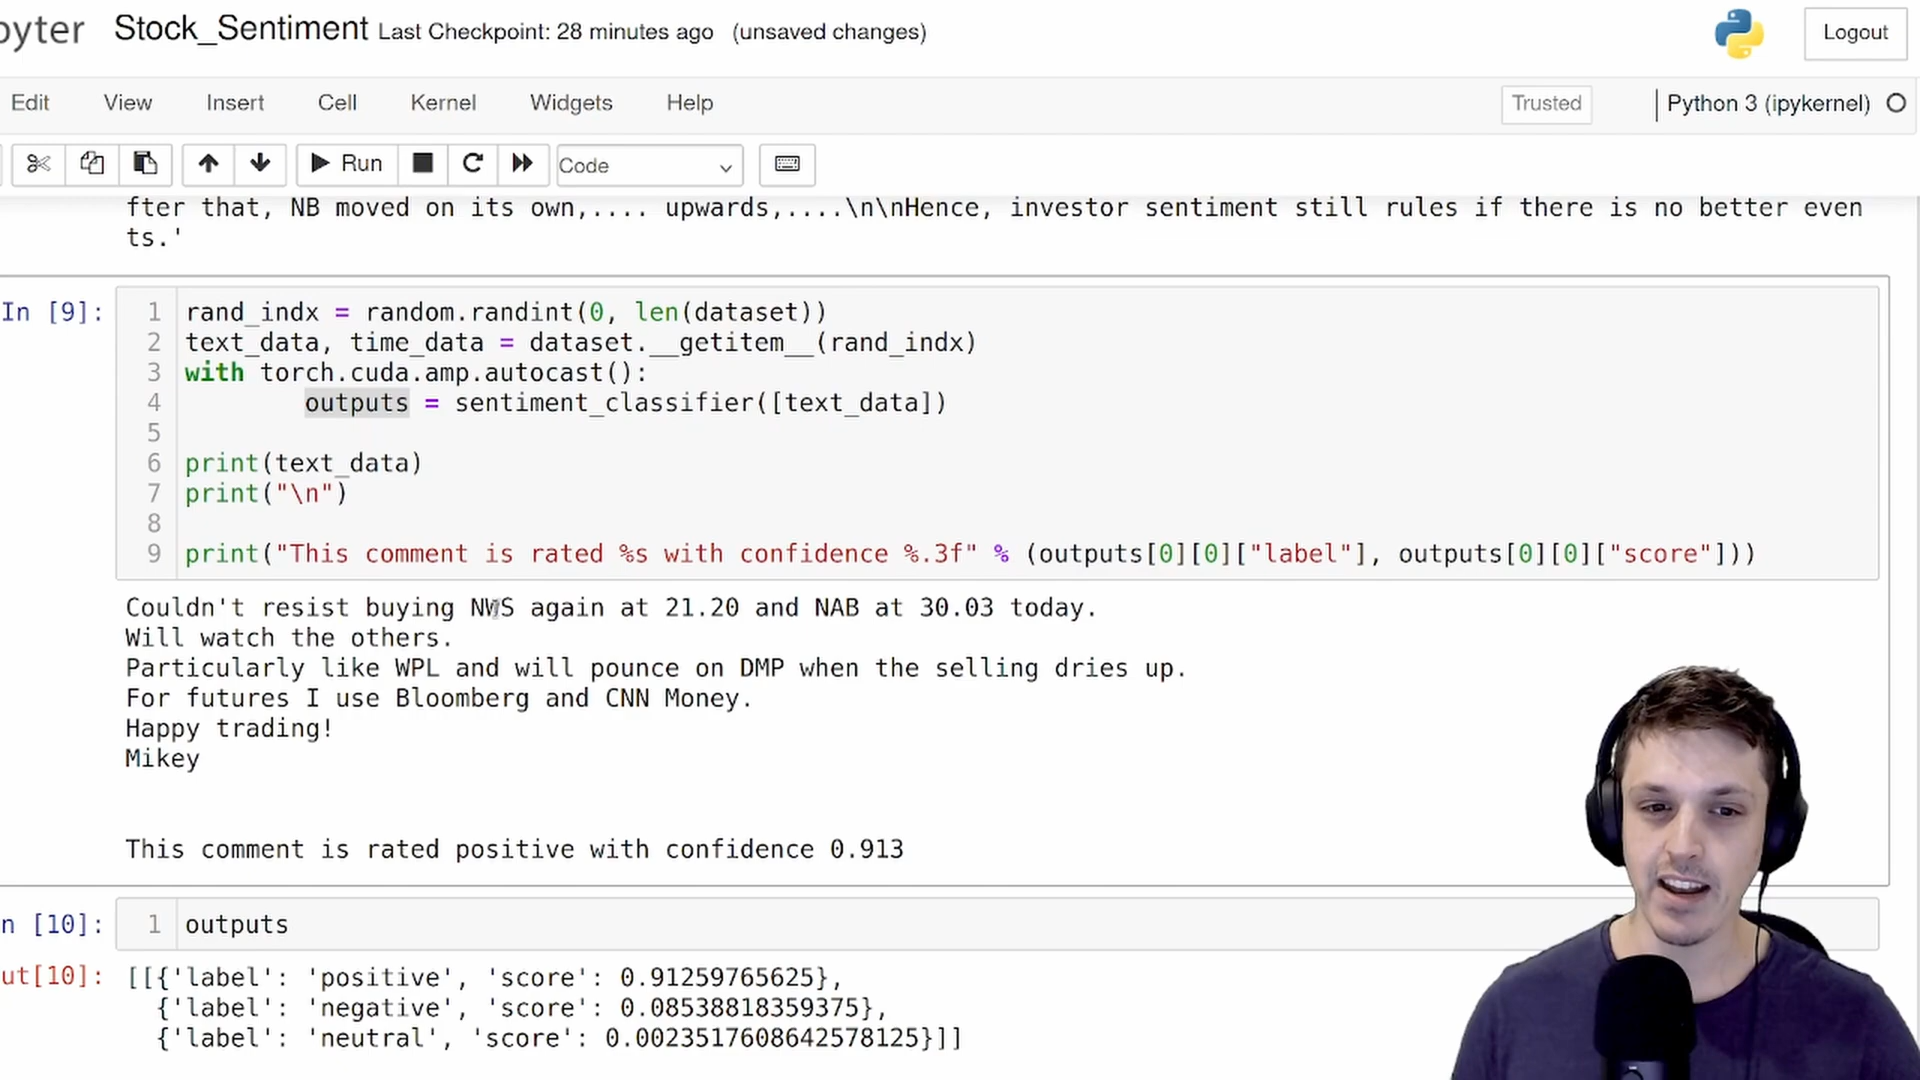 pyter Stock_Sentiment Last Checkpoint: 28 minutes ago (unsaved changes) Logout
Edit View Insert Cell Kernel Widgets Help Trusted Python 3 (ipykernel)
Run Code
fter that, NB moved on its own,.... upwards,....\n\nHence, investor sentiment still rules if there is no better even
ts.'
In [9]:
1 rand_indx = random.randint(0, len(dataset))
2 text_data, time_data = dataset.__getitem__(rand_indx)
3 with torch.cuda.amp.autocast():
4 outputs = sentiment_classifier([text_data])
5
6 print(text_data)
7 print("\n")
8
9 print("This comment is rated %s with confidence %.3f" % (outputs[0][0]["label"], outputs[0][0]["score"]))
Couldn't resist buying NWS again at 21.20 and NAB at 30.03 today.
Will watch the others.
Particularly like WPL and will pounce on DMP when the selling dries up.
For futures I use Bloomberg and CNN Money.
Happy trading!
Mikey
This comment is rated positive with confidence 0.913
n [10]: 1 outputs
ut[10]: [[{'label': 'positive', 'score': 0.91259765625},
{'label': 'negative', 'score': 0.08538818359375},
{'label': 'neutral', 'score': 0.0023517608642578125}]]